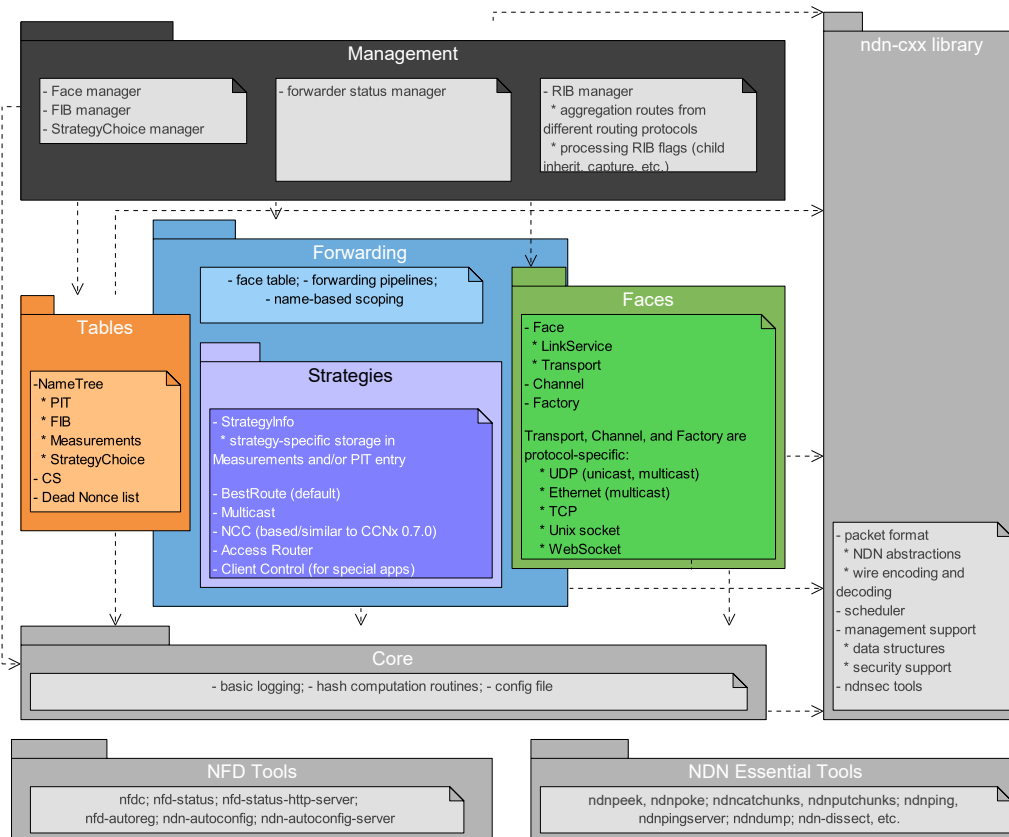 ndn-cxx library
Management
- Face manager
- FIB manager
- StrategyChoice manager
- forwarder status manager
- RIB manager
* aggregation routes from
different routing protocols
* processing RIB flags (child
inherit, capture, etc.)
Forwarding
- face table; - forwarding pipelines;
- name-based scoping
Tables
-NameTree
* PIT
* FIB
* Measurements
* StrategyChoice
- CS
- Dead Nonce list
Strategies
- StrategyInfo
* strategy-specific storage in
Measurements and/or PIT entry
- BestRoute (default)
- Multicast
- NCC (based/similar to CCNx 0.7.0)
- Access Router
- Client Control (for special apps)
Faces
- Face
* LinkService
* Transport
- Channel
- Factory
Transport, Channel, and Factory are
protocol-specific:
* UDP (unicast, multicast)
* Ethernet (multicast)
* TCP
* Unix socket
* WebSocket
- packet format
* NDN abstractions
* wire encoding and
decoding
- scheduler
- management support
* data structures
* security support
- ndnsec tools
Core
- basic logging; - hash computation routines; - config file
NFD Tools
nfdc; nfd-status; nfd-status-http-server;
nfd-autoreg; ndn-autoconfig; ndn-autoconfig-server
NDN Essential Tools
ndnpeek, ndnpoke; ndncatchunks, ndnputchunks; ndnping,
ndnpingserver; ndndump; ndn-dissect, etc.